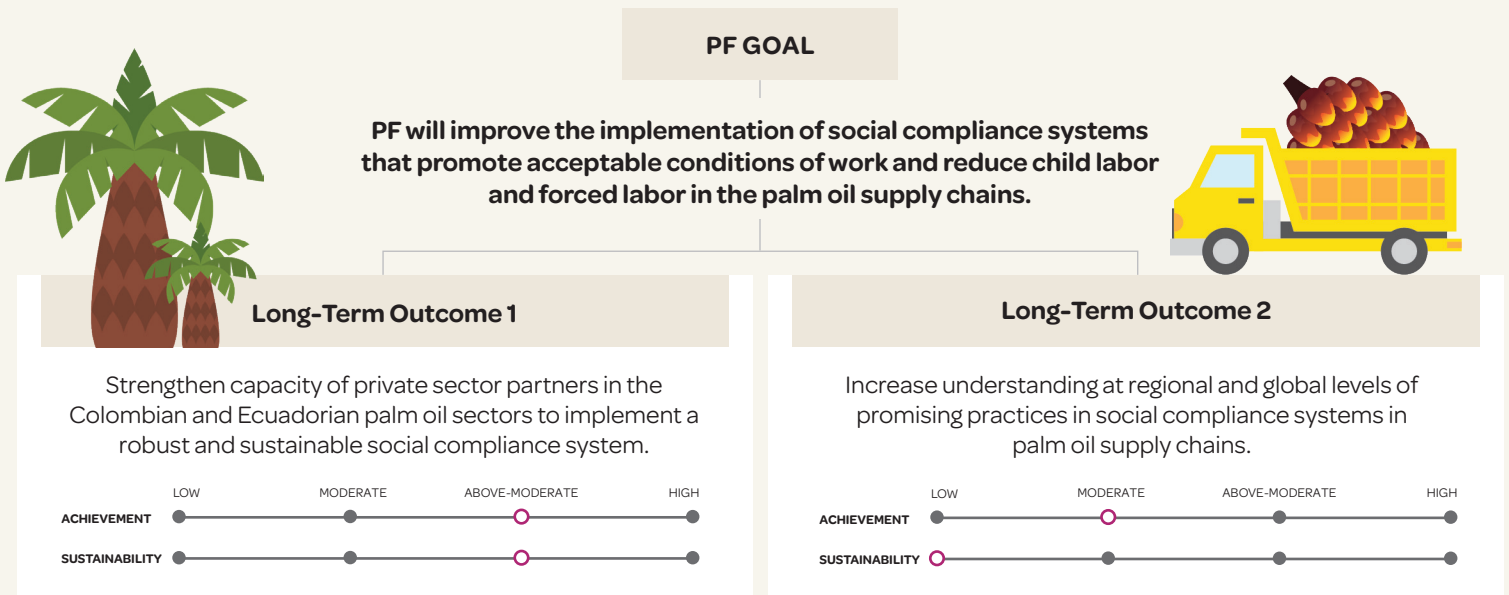 PF GOAL
PF will improve the implementation of social compliance systems
that promote acceptable conditions of work and reduce child labor
and forced labor in the palm oil supply chains.
Long-Term Outcome 1
Strengthen capacity of private sector partners in the
Colombian and Ecuadorian palm oil sectors to implement a
robust and sustainable social compliance system.
LOW MODERATE ABOVE-MODERATE HIGH
ACHIEVEMENT
SUSTAINABILITY
Long-Term Outcome 2
Increase understanding at regional and global levels of
promising practices in social compliance systems in
palm oil supply chains.
LOW MODERATE ABOVE-MODERATE HIGH
ACHIEVEMENT
SUSTAINABILITY